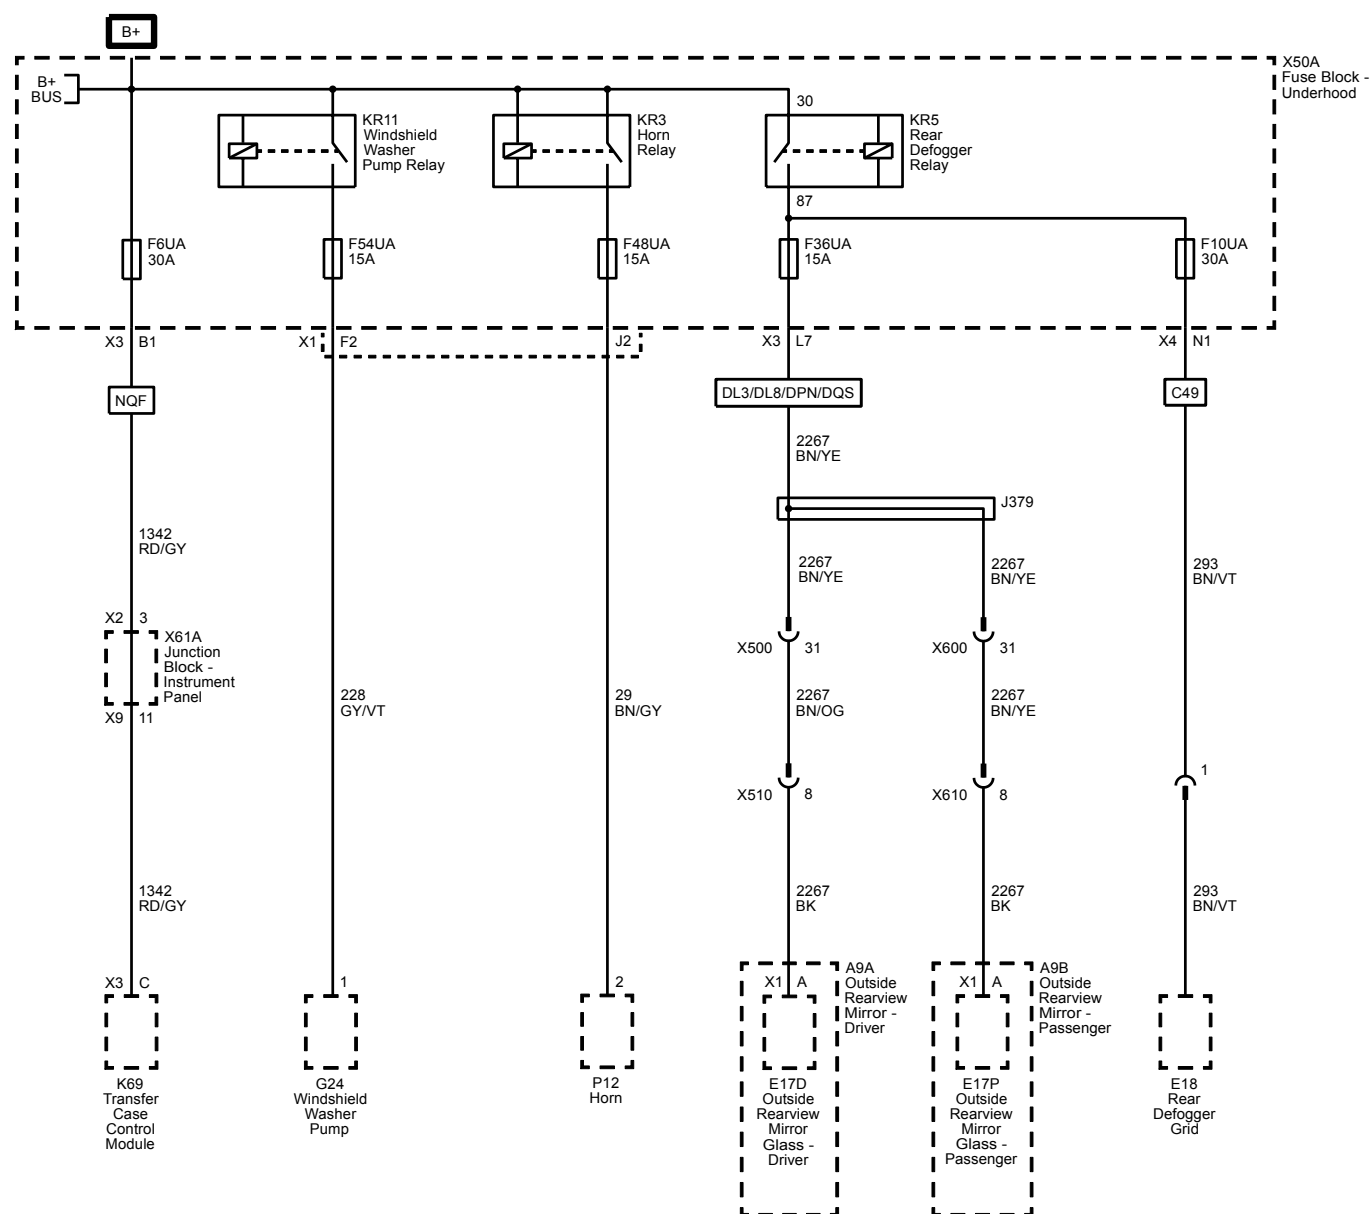 B+
B+
BUS
X50A
Fuse Block -
Underhood
30
KR11
Windshield
Washer
Pump Relay
KR3
Horn
Relay
KR5
Rear
Defogger
Relay
87
F6UA
30A
F54UA
15A
F48UA
15A
F36UA
15A
F10UA
30A
X3 B1
X1 F2
J2
X3 L7
X4 N1
NQF
DL3/DL8/DPN/DQS
C49
2267
BN/YE
J379
1342
RD/GY
2267
BN/YE
2267
BN/YE
293
BN/VT
X2 3
X61A
Junction
Block -
Instrument
Panel
X9 11
X500 31
X600 31
228
GY/VT
29
BN/GY
2267
BN/OG
2267
BN/YE
1
X510 8
X610 8
1342
RD/GY
2267
BK
2267
BK
293
BN/VT
X3 C
1
2
X1 A
A9A
Outside
Rearview
Mirror -
Driver
X1 A
A9B
Outside
Rearview
Mirror -
Passenger
K69
Transfer
Case
Control
Module
G24
Windshield
Washer
Pump
P12
Horn
E17D
Outside
Rearview
Mirror
Glass -
Driver
E17P
Outside
Rearview
Mirror
Glass -
Passenger
E18
Rear
Defogger
Grid